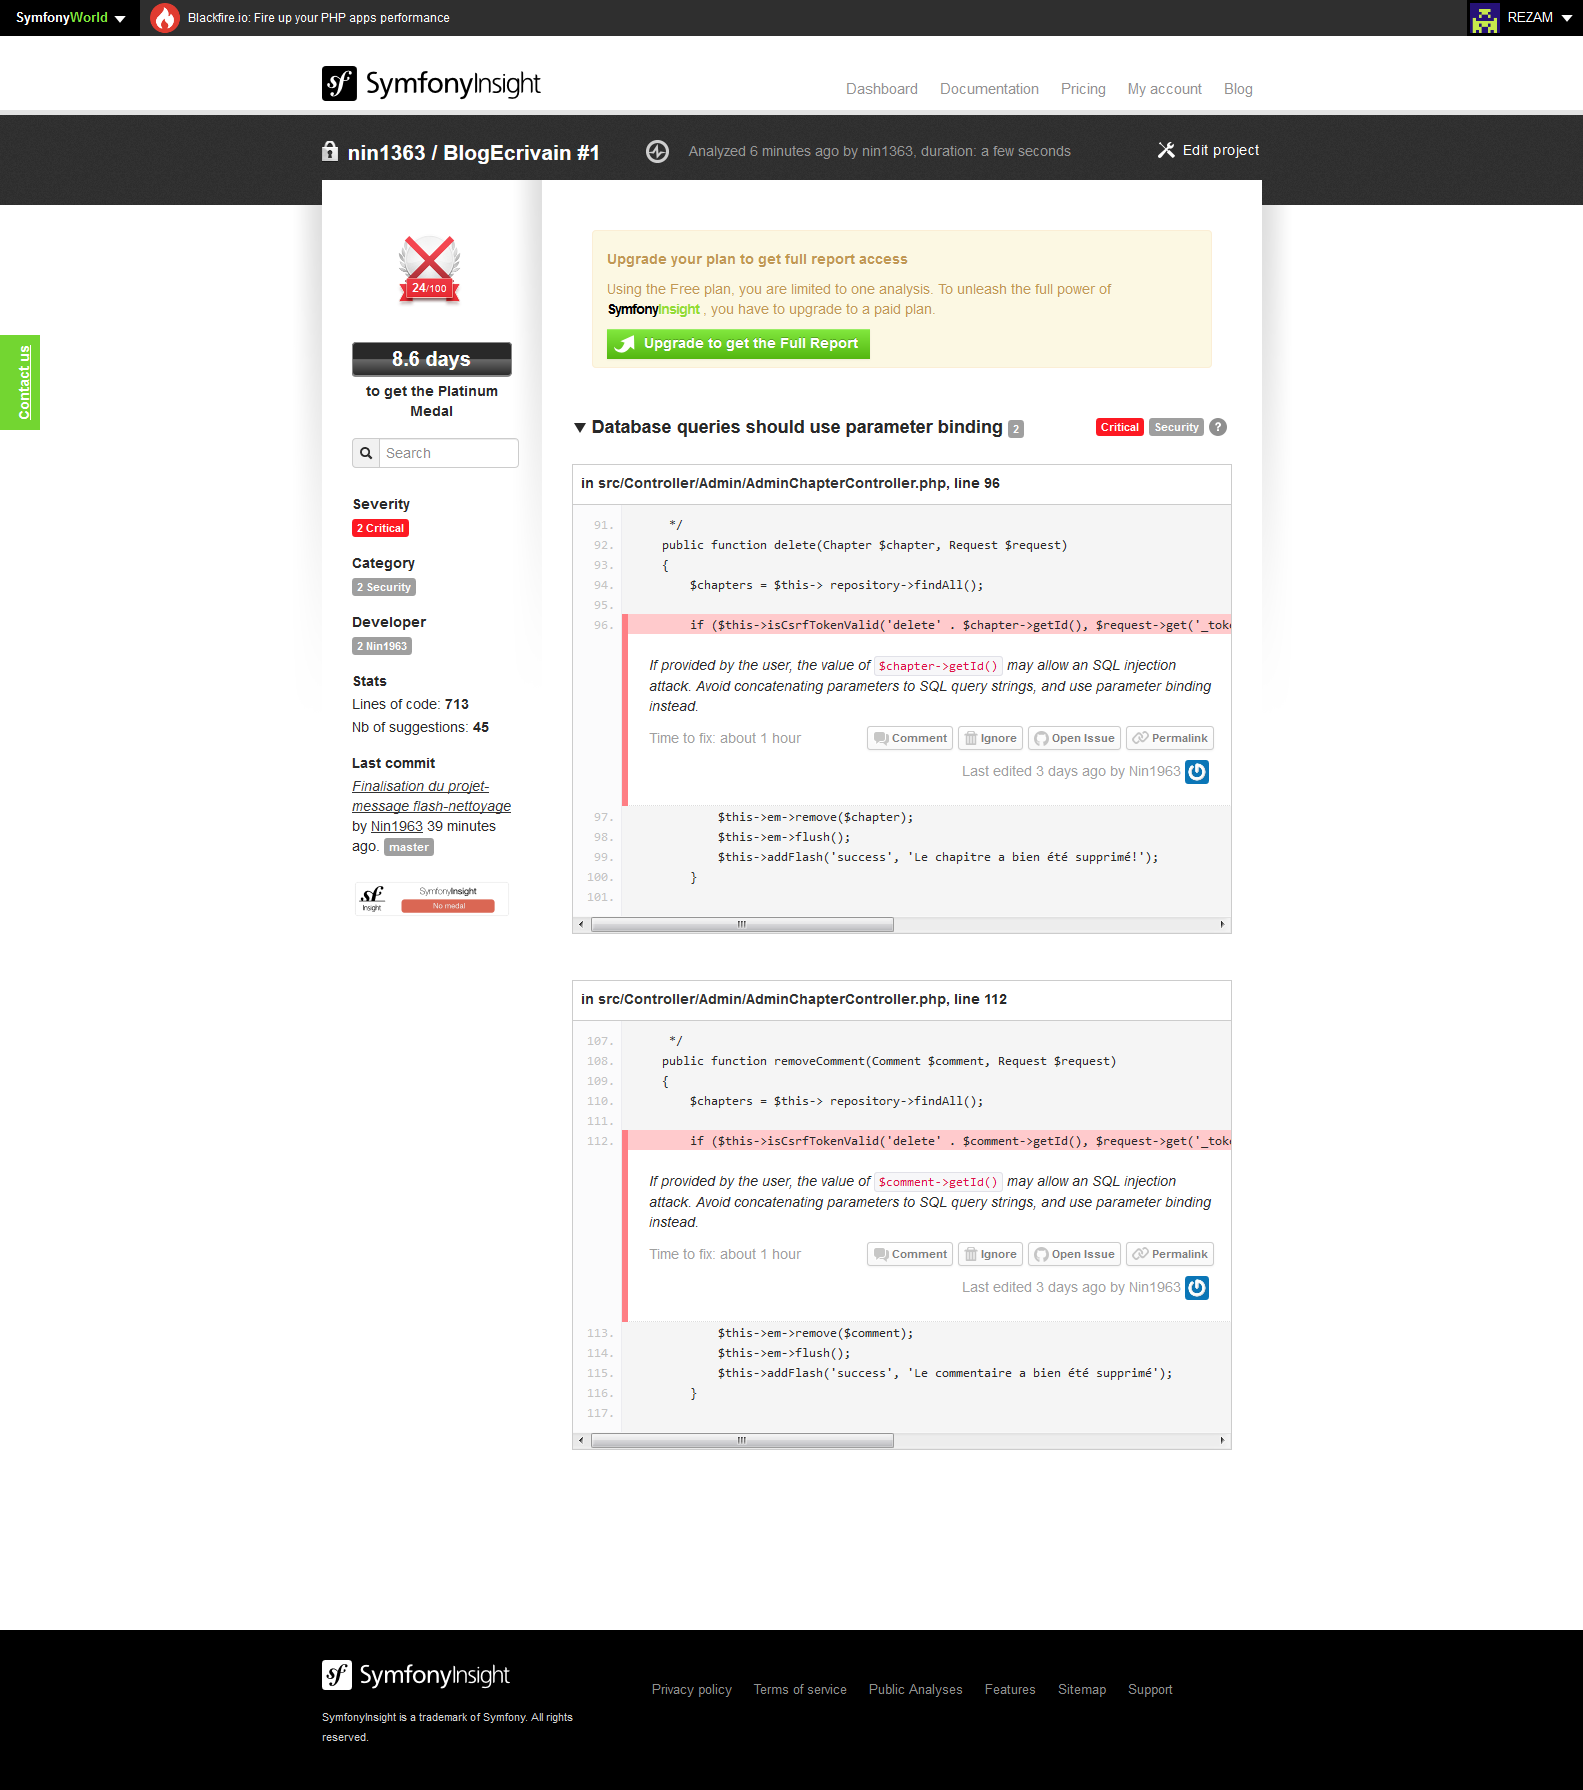 SymfonyWorld
Blackfire.io: Fire up your PHP apps performance
REZAM
sf SymfonyInsight
Dashboard Documentation Pricing My account Blog
nin1363 / BlogEcrivain #1
Analyzed 6 minutes ago by nin1363, duration: a few seconds
Edit project
Contact us
24/100
8.6 days
to get the Platinum
Medal
Search
Severity
2 Critical
Category
2 Security
Developer
2 Nin1963
Stats
Lines of code: 713
Nb of suggestions: 45
Last commit
Finalisation du projet-
message flash-nettoyage
by Nin1963 39 minutes
ago. master
sf Insight
SymfonyInsight
No medal
Upgrade your plan to get full report access
Using the Free plan, you are limited to one analysis. To unleash the full power of
SymfonyInsight , you have to upgrade to a paid plan.
Upgrade to get the Full Report
Database queries should use parameter binding 2
Critical Security ?
in src/Controller/Admin/AdminChapterController.php, line 96
91. */
92. public function delete(Chapter $chapter, Request $request)
93. {
94. $chapters = $this-> repository->findAll();
95.
96. if ($this->isCsrfTokenValid('delete' . $chapter->getId(), $request->get('_toke
If provided by the user, the value of $chapter->getId() may allow an SQL injection
attack. Avoid concatenating parameters to SQL query strings, and use parameter binding
instead.
Time to fix: about 1 hour
Comment Ignore Open Issue Permalink
Last edited 3 days ago by Nin1963
97. $this->em->remove($chapter);
98. $this->em->flush();
99. $this->addFlash('success', 'Le chapitre a bien été supprimé!');
100. }
101.
in src/Controller/Admin/AdminChapterController.php, line 112
107. */
108. public function removeComment(Comment $comment, Request $request)
109. {
110. $chapters = $this-> repository->findAll();
111.
112. if ($this->isCsrfTokenValid('delete' . $comment->getId(), $request->get('_toke
If provided by the user, the value of $comment->getId() may allow an SQL injection
attack. Avoid concatenating parameters to SQL query strings, and use parameter binding
instead.
Time to fix: about 1 hour
Comment Ignore Open Issue Permalink
Last edited 3 days ago by Nin1963
113. $this->em->remove($comment);
114. $this->em->flush();
115. $this->addFlash('success', 'Le commentaire a bien été supprimé');
116. }
117.
sf SymfonyInsight
SymfonyInsight is a trademark of Symfony. All rights
reserved.
Privacy policy Terms of service Public Analyses Features Sitemap Support